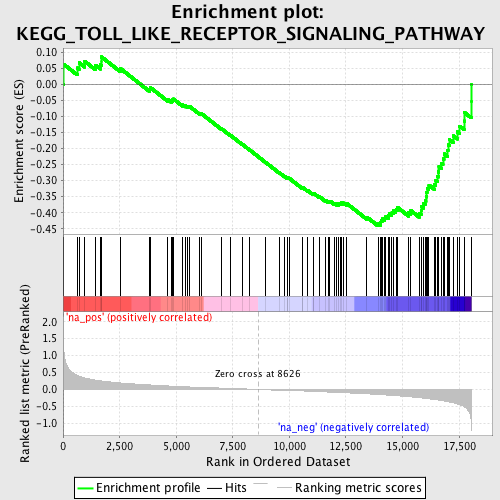 Enrichment plot:
KEGG_TOLL_LIKE_RECEPTOR_SIGNALING_PATHWAY
Enrichment score (ES)
0.10
0.05
0.00
-0.05
-0.10
-0.15
-0.20
-0.25
-0.30
-0.35
-0.40
-0.45
'na_pos' (positively correlated)
Ranked list metric (PreRanked)
2.0
1.5
1.0
0.5
0.0
-0.5
-1.0
Zero cross at 8626
'na_neg' (negatively correlated)
0
2,500
5,000
7,500
10,000
12,500
15,000
17,500
Rank in Ordered Dataset
Enrichment profile
Hits
Ranking metric scores